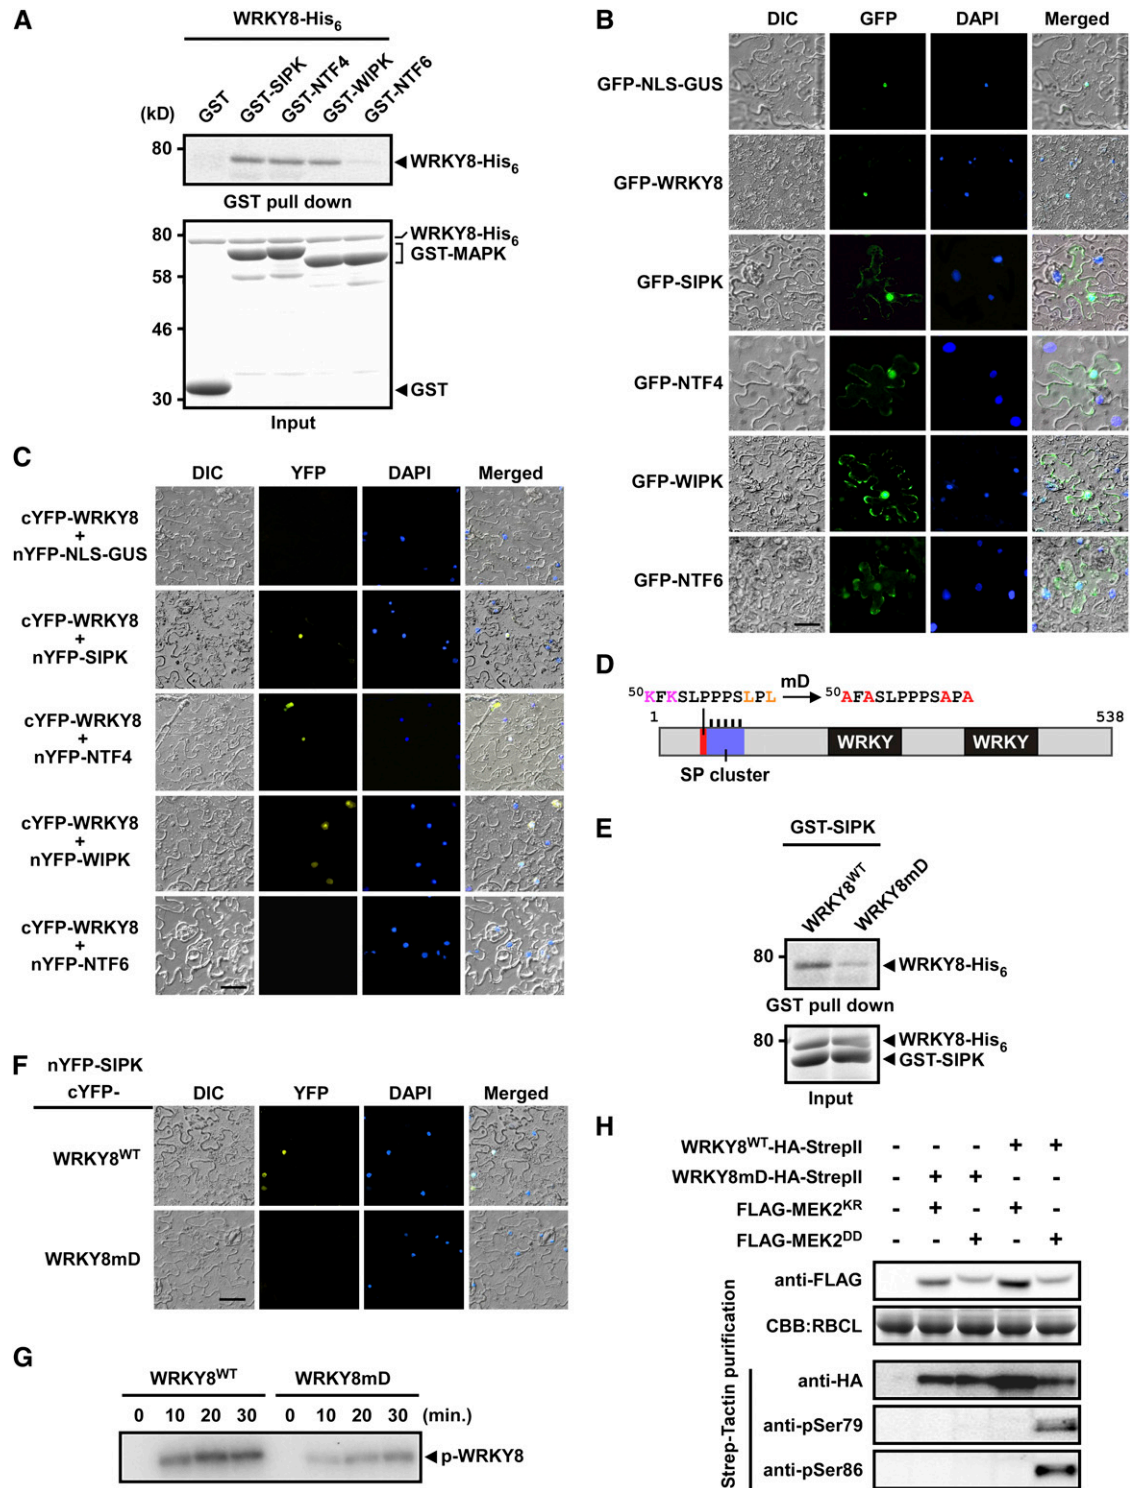 A
WRKY8-His6
GST
GST-SIPK
GST-NTF4
GST-WIPK
GST-NTF6
(kD)
80
WRKY8-His6
GST pull down
80
WRKY8-His6
GST-MAPK
58
46
GST
30
Input
B
DIC GFP DAPI Merged
GFP-NLS-GUS
GFP-WRKY8
GFP-SIPK
GFP-NTF4
GFP-WIPK
GFP-NTF6
C
DIC YFP DAPI Merged
cYFP-WRKY8
+
nYFP-NLS-GUS
cYFP-WRKY8
+
nYFP-SIPK
cYFP-WRKY8
+
nYFP-NTF4
cYFP-WRKY8
+
nYFP-WIPK
cYFP-WRKY8
+
nYFP-NTF6
D
50KFKSLPPPSLPL mD 50AFASLPPPSAPA
1 538
WRKY WRKY
SP cluster
E
GST-SIPK
WRKY8WT
WRKY8mD
80
WRKY8-His6
GST pull down
80
WRKY8-His6
GST-SIPK
Input
F
nYFP-SIPK
cYFP- DIC YFP DAPI Merged
WRKY8WT
WRKY8mD
G
WRKY8WT WRKY8mD
0 10 20 30 0 10 20 30 (min.)
p-WRKY8
H
WRKY8WT-HA-StrepII - - - + +
WRKY8mD-HA-StrepII - + + - -
FLAG-MEK2KR - + - + -
FLAG-MEK2DD - - + - +
anti-FLAG
CBB:RBCL
Strep-Tactin purification
anti-HA
anti-pSer79
anti-pSer86